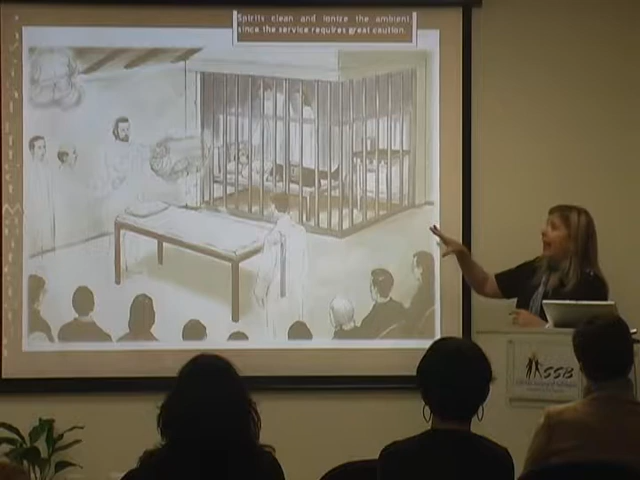 Spirits clean and ionize the ambient
since the service requires great caution.
SSB